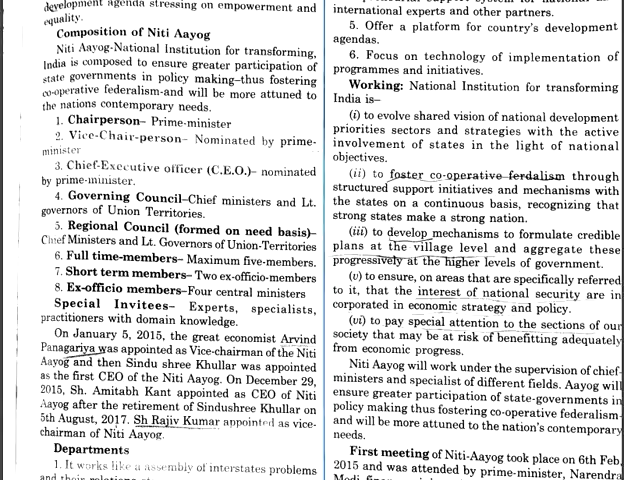 development agenda stressing on empowerment and
equality.
Composition of Niti Aayog
Niti Aayog-National Institution for transforming,
India is composed to ensure greater participation of
state governments in policy making–thus fostering
co-operative federalism-and will be more attuned to
the nations contemporary needs.
1. Chairperson– Prime-minister
2. Vice-Chair-person– Nominated by prime-
minister
3. Chief-Executive officer (C.E.O.)– nominated
by prime-minister.
4. Governing Council–Chief ministers and Lt.
governors of Union Territories.
5. Regional Council (formed on need basis)–
Chief Ministers and Lt. Governors of Union-Territories
6. Full time-members– Maximum five-members.
7. Short term members– Two ex-officio-members
8. Ex-officio members–Four central ministers
Special Invitees– Experts, specialists,
practitioners with domain knowledge.
On January 5, 2015, the great economist Arvind
Panagariya was appointed as Vice-chairman of the Niti
Aayog and then Sindu shree Khullar was appointed
as the first CEO of the Niti Aayog. On December 29,
2015, Sh. Amitabh Kant appointed as CEO of Niti
Aayog after the retirement of Sindushree Khullar on
5th August, 2017. Sh Rajiv Kumar appointed as vice-
chairman of Niti Aayog.
Departments
1. It works like a assembly of interstates problems
and their relations
international experts and other partners.
5. Offer a platform for country's development
agendas.
6. Focus on technology of implementation of
programmes and initiatives.
Working: National Institution for transforming
India is–
(i) to evolve shared vision of national development
priorities sectors and strategies with the active
involvement of states in the light of national
objectives.
(ii) to foster co-operative ferdalism through
structured support initiatives and mechanisms with
the states on a continuous basis, recognizing that
strong states make a strong nation.
(iii) to develop mechanisms to formulate credible
plans at the village level and aggregate these
progressively at the higher levels of government.
(v) to ensure, on areas that are specifically referred
to it, that the interest of national security are in
corporated in economic strategy and policy.
(vi) to pay special attention to the sections of our
society that may be at risk of benefitting adequately
from economic progress.
Niti Aayog will work under the supervision of chief-
ministers and specialist of different fields. Aayog will
ensure greater participation of state-governments in
policy making thus fostering co-operative federalism-
and will be more attuned to the nation's contemporary
needs.
First meeting of Niti-Aayog took place on 6th Feb,
2015 and was attended by prime-minister, Narendra